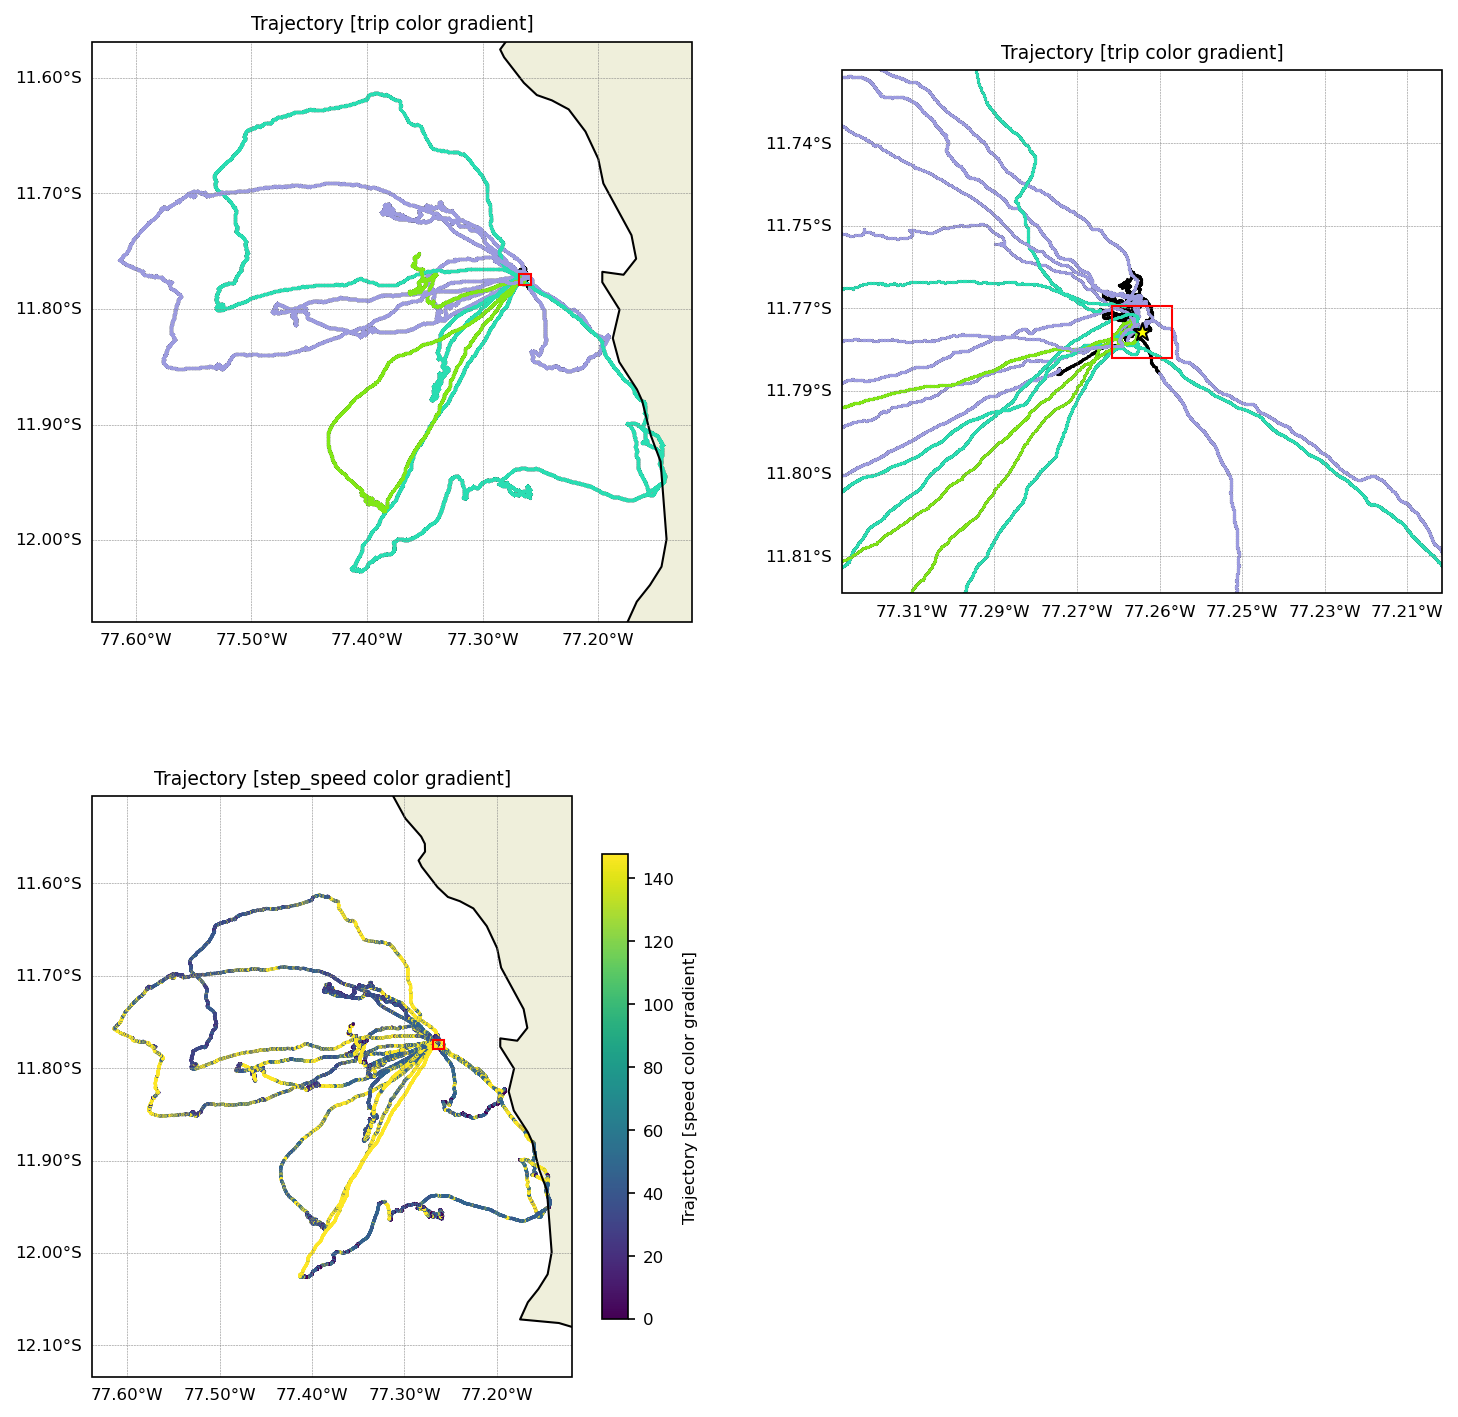 Trajectory [trip color gradient]
11.60°S
11.70°S
11.80°S
11.90°S
12.00°S
77.60°W 77.50°W 77.40°W 77.30°W 77.20°W
Trajectory [trip color gradient]
11.74°S
11.75°S
11.77°S
11.79°S
11.80°S
11.81°S
77.31°W 77.29°W 77.27°W 77.26°W 77.25°W 77.23°W 77.21°W
Trajectory [step_speed color gradient]
11.60°S
11.70°S
11.80°S
11.90°S
12.00°S
12.10°S
77.60°W 77.50°W 77.40°W 77.30°W 77.20°W
140
120
100
80
60
40
20
0
Trajectory [speed color gradient]